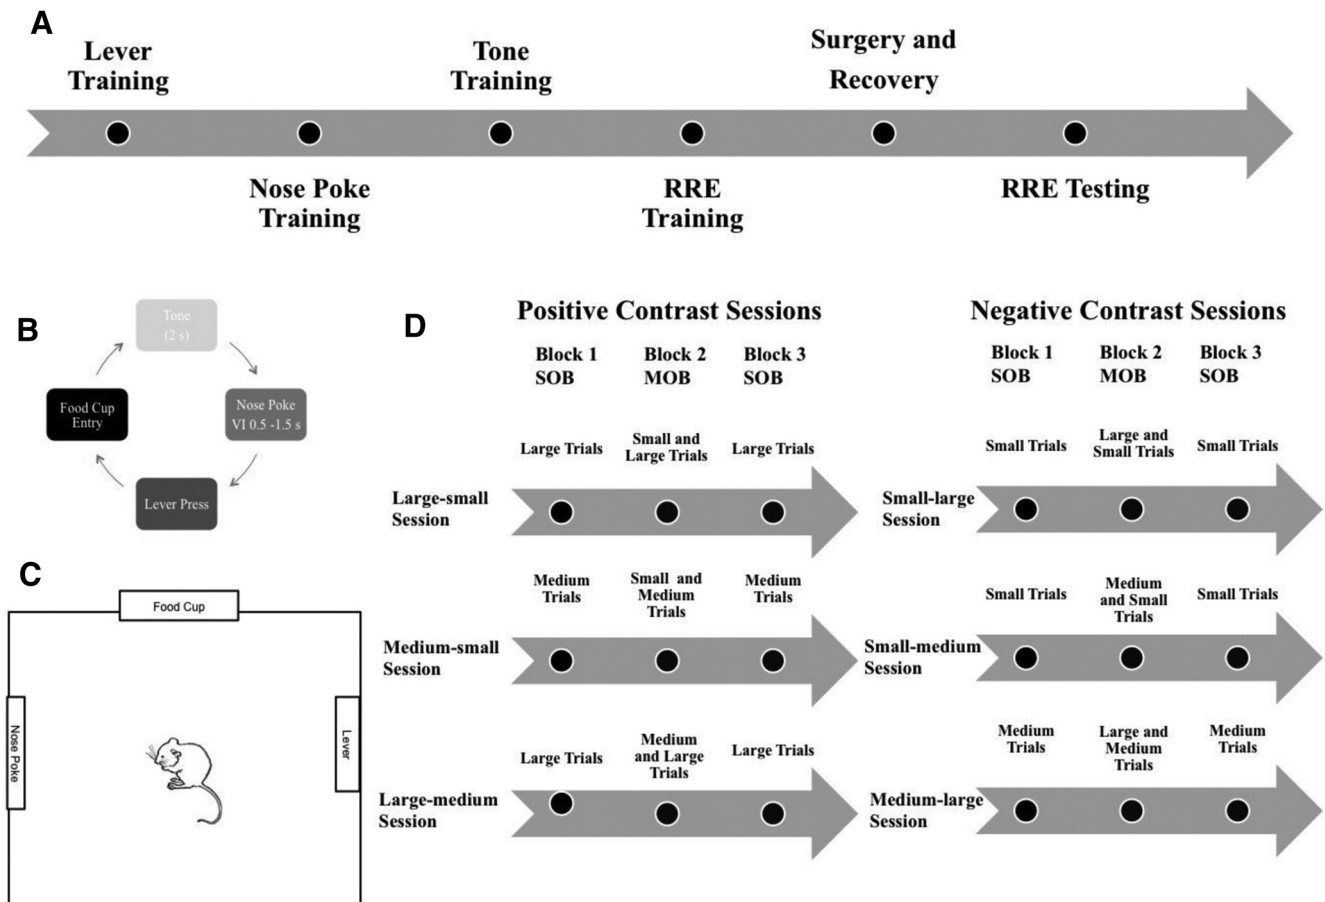 A
Lever
Training
Tone
Training
Surgery and
Recovery
Nose Poke
Training
RRE
Training
RRE Testing
B
Tone
(2 s)
Food Cup
Entry
Nose Poke
VI 0.5 -1.5 s
Lever Press
C
Food Cup
Nose Poke
Lever
D
Positive Contrast Sessions
Block 1
SOB
Block 2
MOB
Block 3
SOB
Large Trials
Small and
Large Trials
Large Trials
Large-small
Session
Medium
Trials
Small and
Medium
Trials
Medium
Trials
Medium-small
Session
Large Trials
Medium
and Large
Trials
Large Trials
Large-medium
Session
Negative Contrast Sessions
Block 1
SOB
Block 2
MOB
Block 3
SOB
Small Trials
Large and
Small Trials
Small Trials
Small-large
Session
Small Trials
Medium
and Small
Trials
Small Trials
Small-medium
Session
Medium
Trials
Large and
Medium
Trials
Medium
Trials
Medium-large
Session